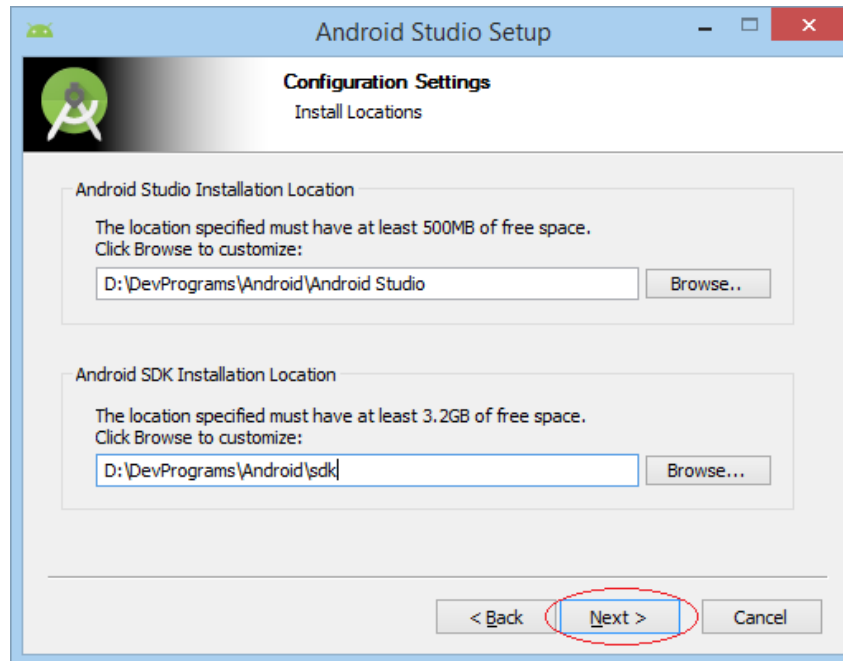 Android Studio Setup
Configuration Settings
Install Locations
Android Studio Installation Location
The location specified must have at least 500MB of free space.
Click Browse to customize:
D:\DevPrograms\Android\Android Studio
Browse..
Android SDK Installation Location
The location specified must have at least 3.2GB of free space.
Click Browse to customize:
D:\DevPrograms\Android\sdk
Browse...
< Back
Next >
Cancel